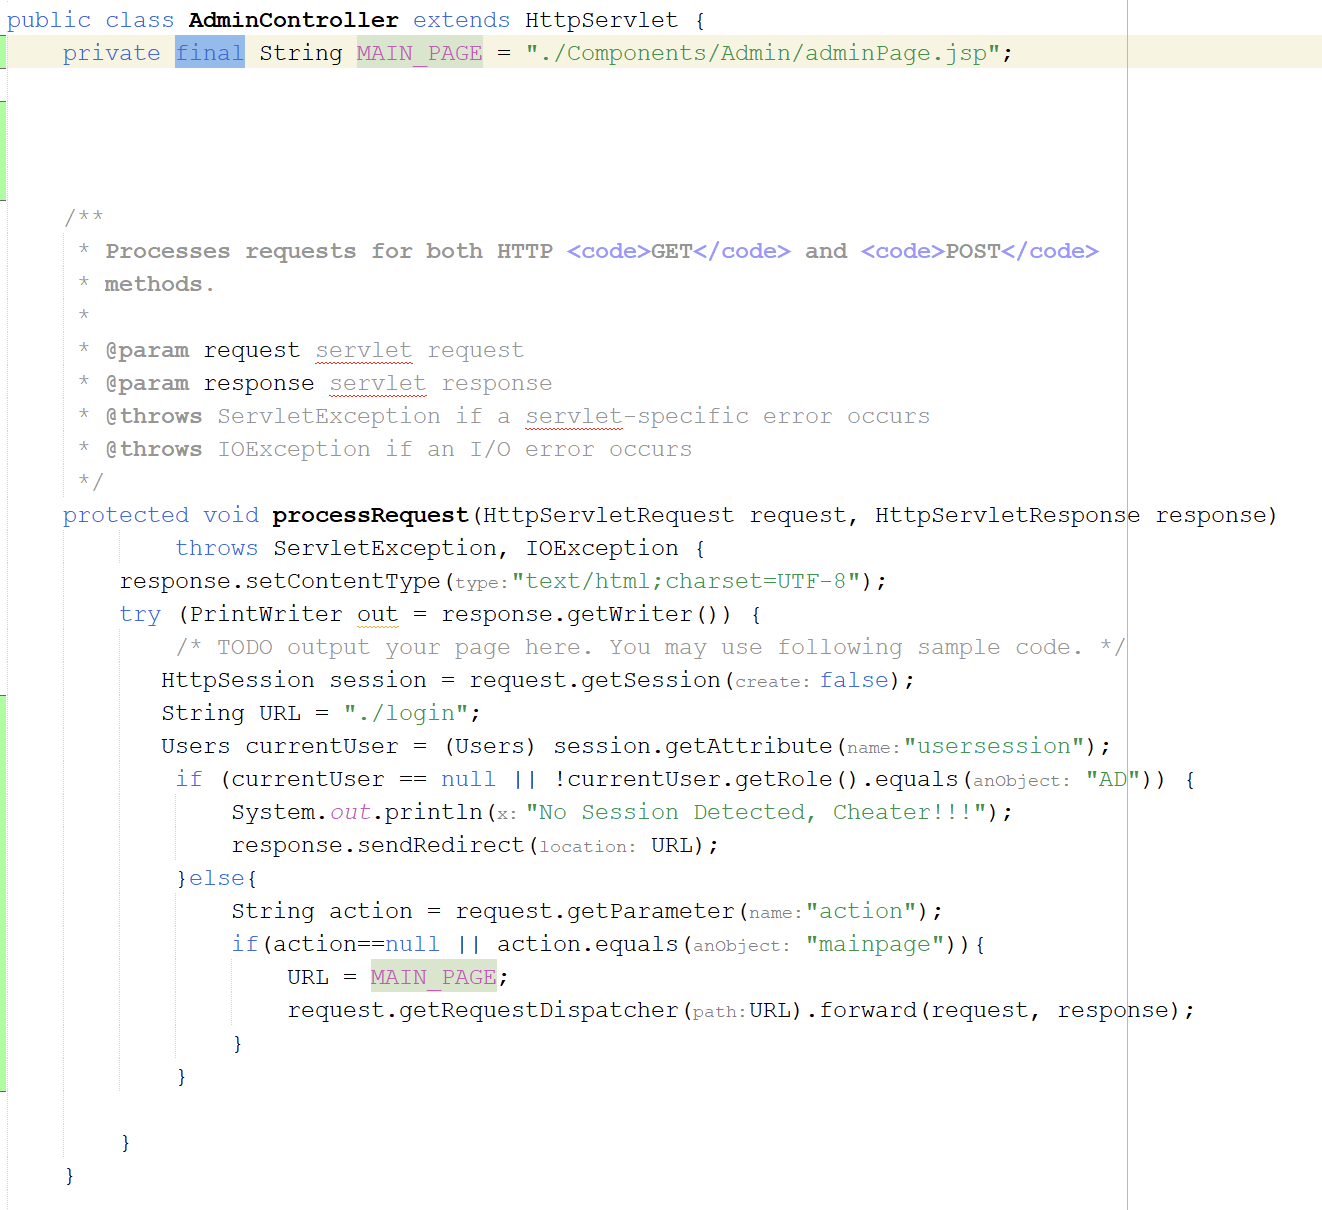 public class AdminController extends HttpServlet {
    private final String MAIN_PAGE = "./Components/Admin/adminPage.jsp";
    /**
     * Processes requests for both HTTP <code>GET</code> and <code>POST</code>
     * methods.
     *
     * @param request servlet request
     * @param response servlet response
     * @throws ServletException if a servlet-specific error occurs
     * @throws IOException if an I/O error occurs
     */
    protected void processRequest(HttpServletRequest request, HttpServletResponse response)
            throws ServletException, IOException {
        response.setContentType(type:"text/html;charset=UTF-8");
        try (PrintWriter out = response.getWriter()) {
            /* TODO output your page here. You may use following sample code. */
           HttpSession session = request.getSession(create: false);
           String URL = "./login";
           Users currentUser = (Users) session.getAttribute(name:"usersession");
            if (currentUser == null || !currentUser.getRole().equals(anObject: "AD")) {
                System.out.println(x: "No Session Detected, Cheater!!!");
                response.sendRedirect(location: URL);
            }else{
                String action = request.getParameter(name:"action");
                if(action==null || action.equals(anObject: "mainpage")){
                    URL = MAIN_PAGE;
                    request.getRequestDispatcher(path:URL).forward(request, response);
                }
            }
        }
    }